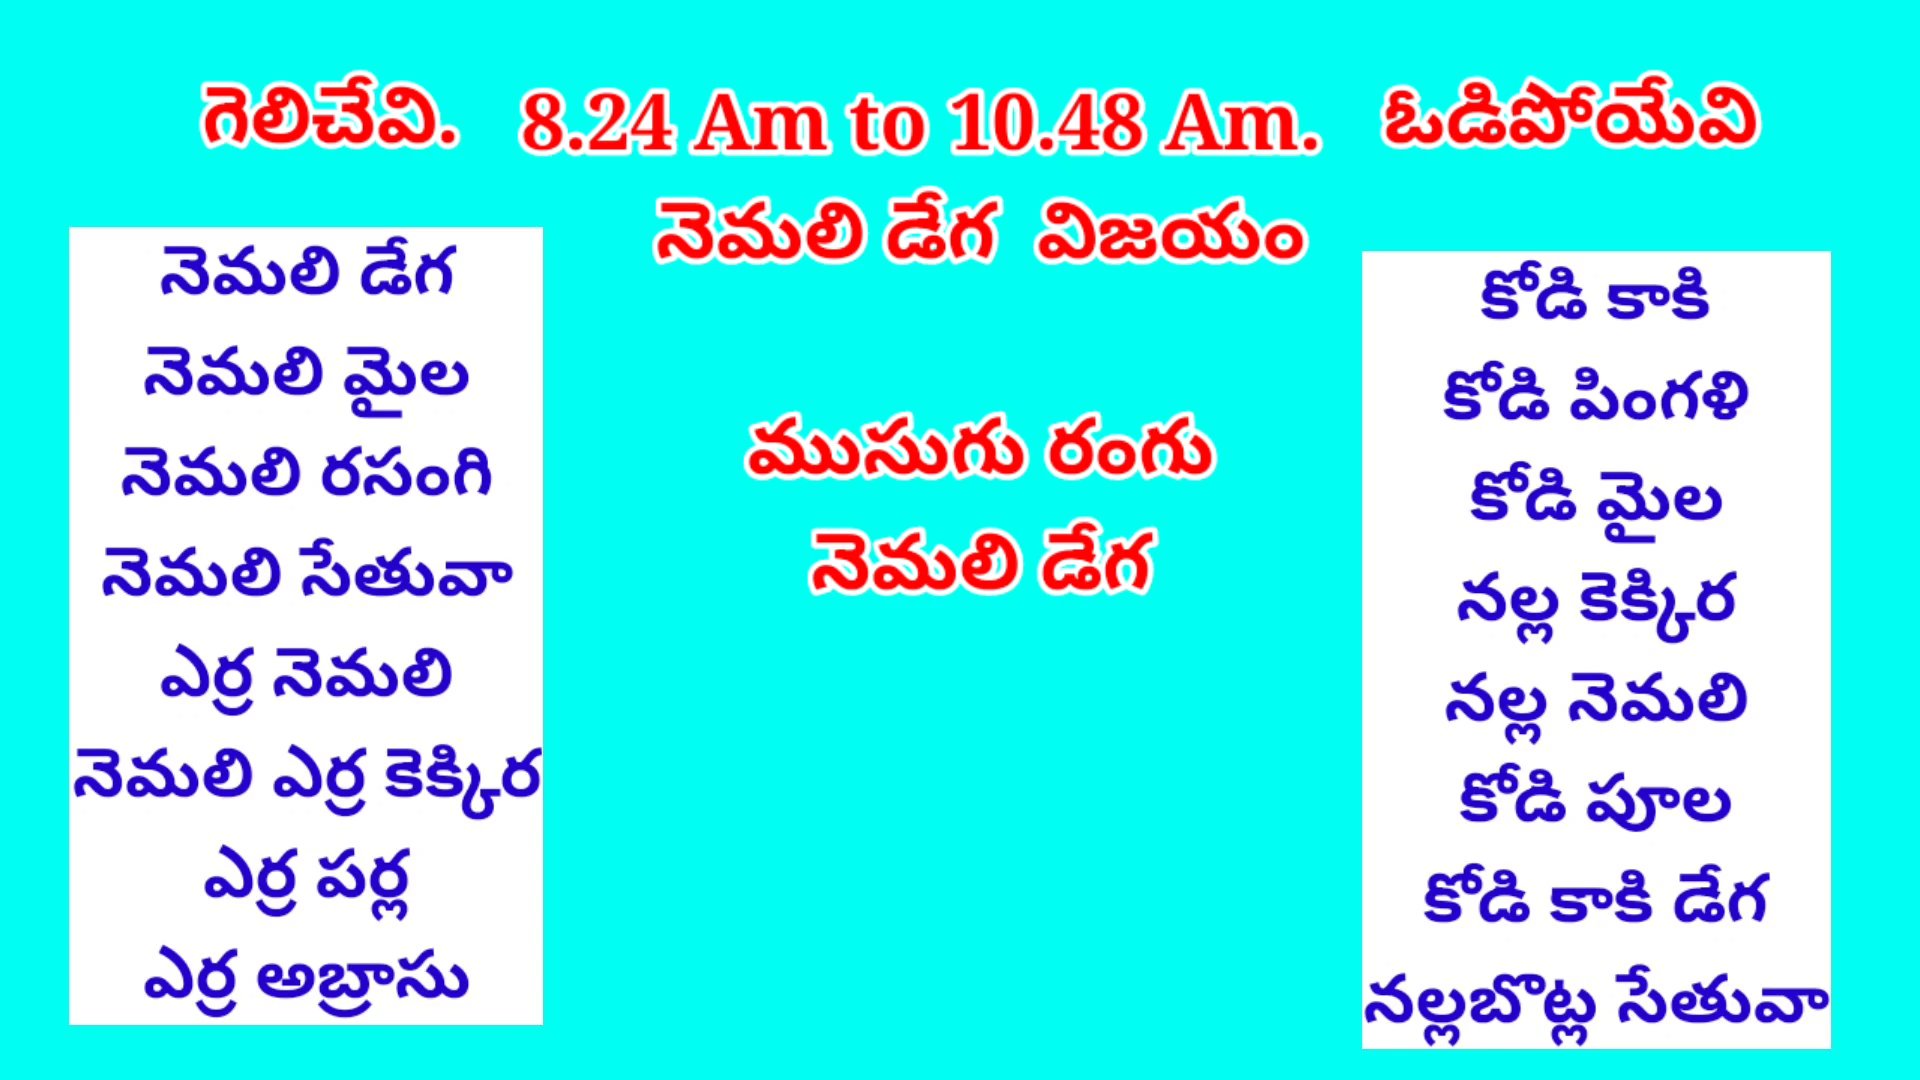 గెలిచేవి. 8.24 Am to 10.48 Am. ఓడిపోయేవి
నెమలి డేగ విజయం
నెమలి డేగ
నెమలి మైల
నెమలి రసంగి
నెమలి సేతువా
ఎర్ర నెమలి
నెమలి ఎర్ర కెక్కిర
ఎర్ర పర్ల
ఎర్ర అబ్రాసు
ముసుగు రంగు
నెమలి డేగ
కోడి కాకి
కోడి పింగళి
కోడి మైల
నల్ల కెక్కిర
నల్ల నెమలి
కోడి పూల
కోడి కాకి డేగ
నల్లబొట్ల సేతువా